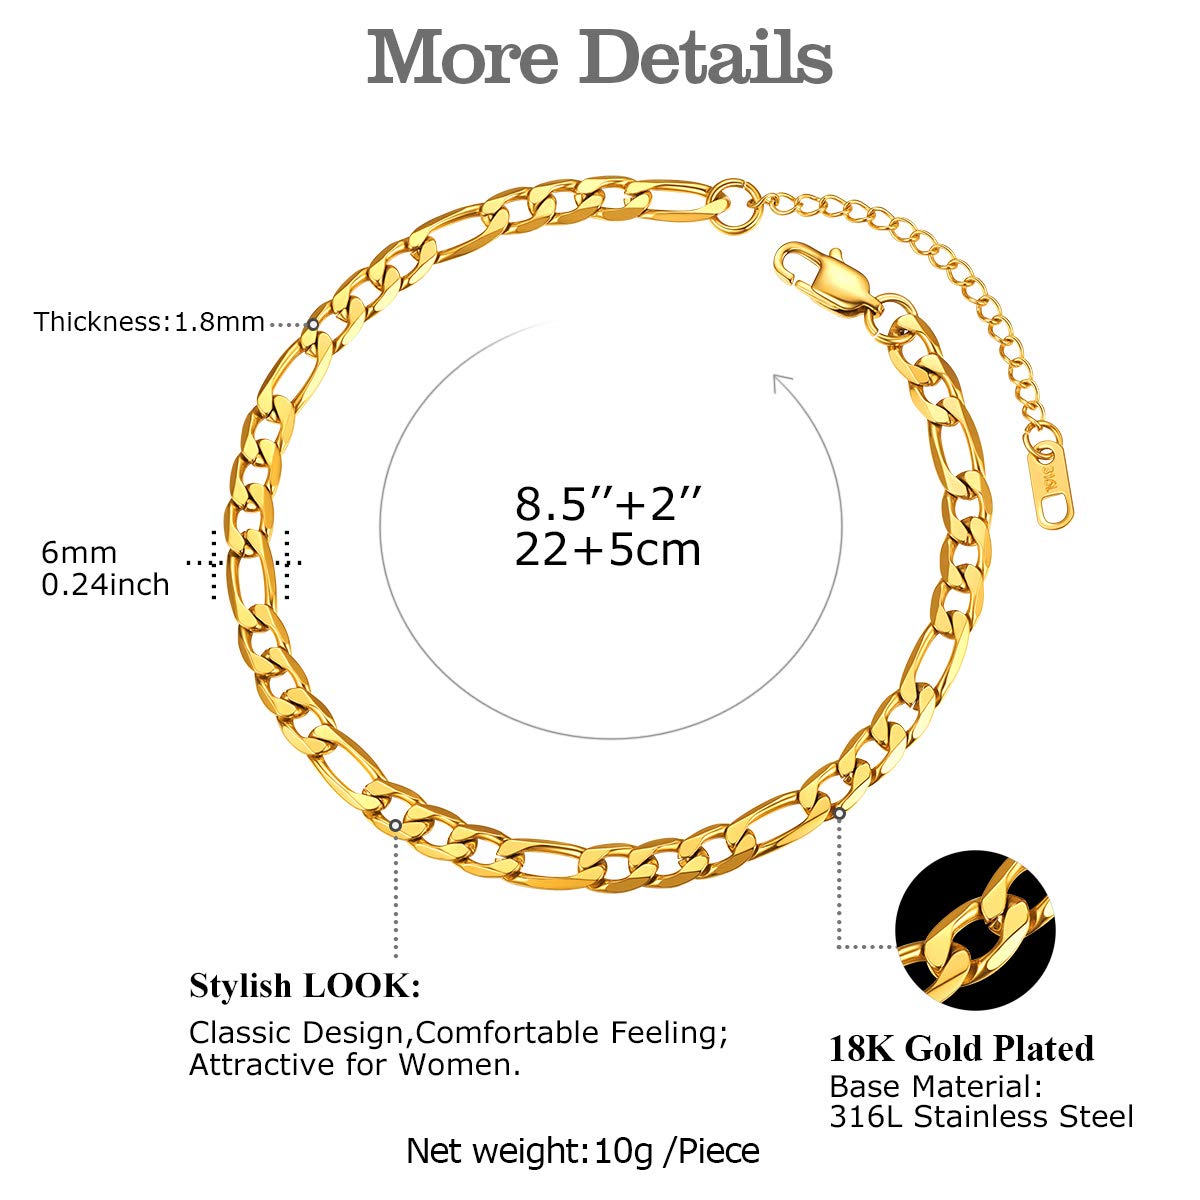 More Details
Thickness:1.8mm
8.5’’+2’’
22+5cm
6mm
0.24inch
316L
Stylish LOOK:
Classic Design,Comfortable Feeling;
Attractive for Women.
18K Gold Plated
Base Material:
316L Stainless Steel
Net weight:10g /Piece